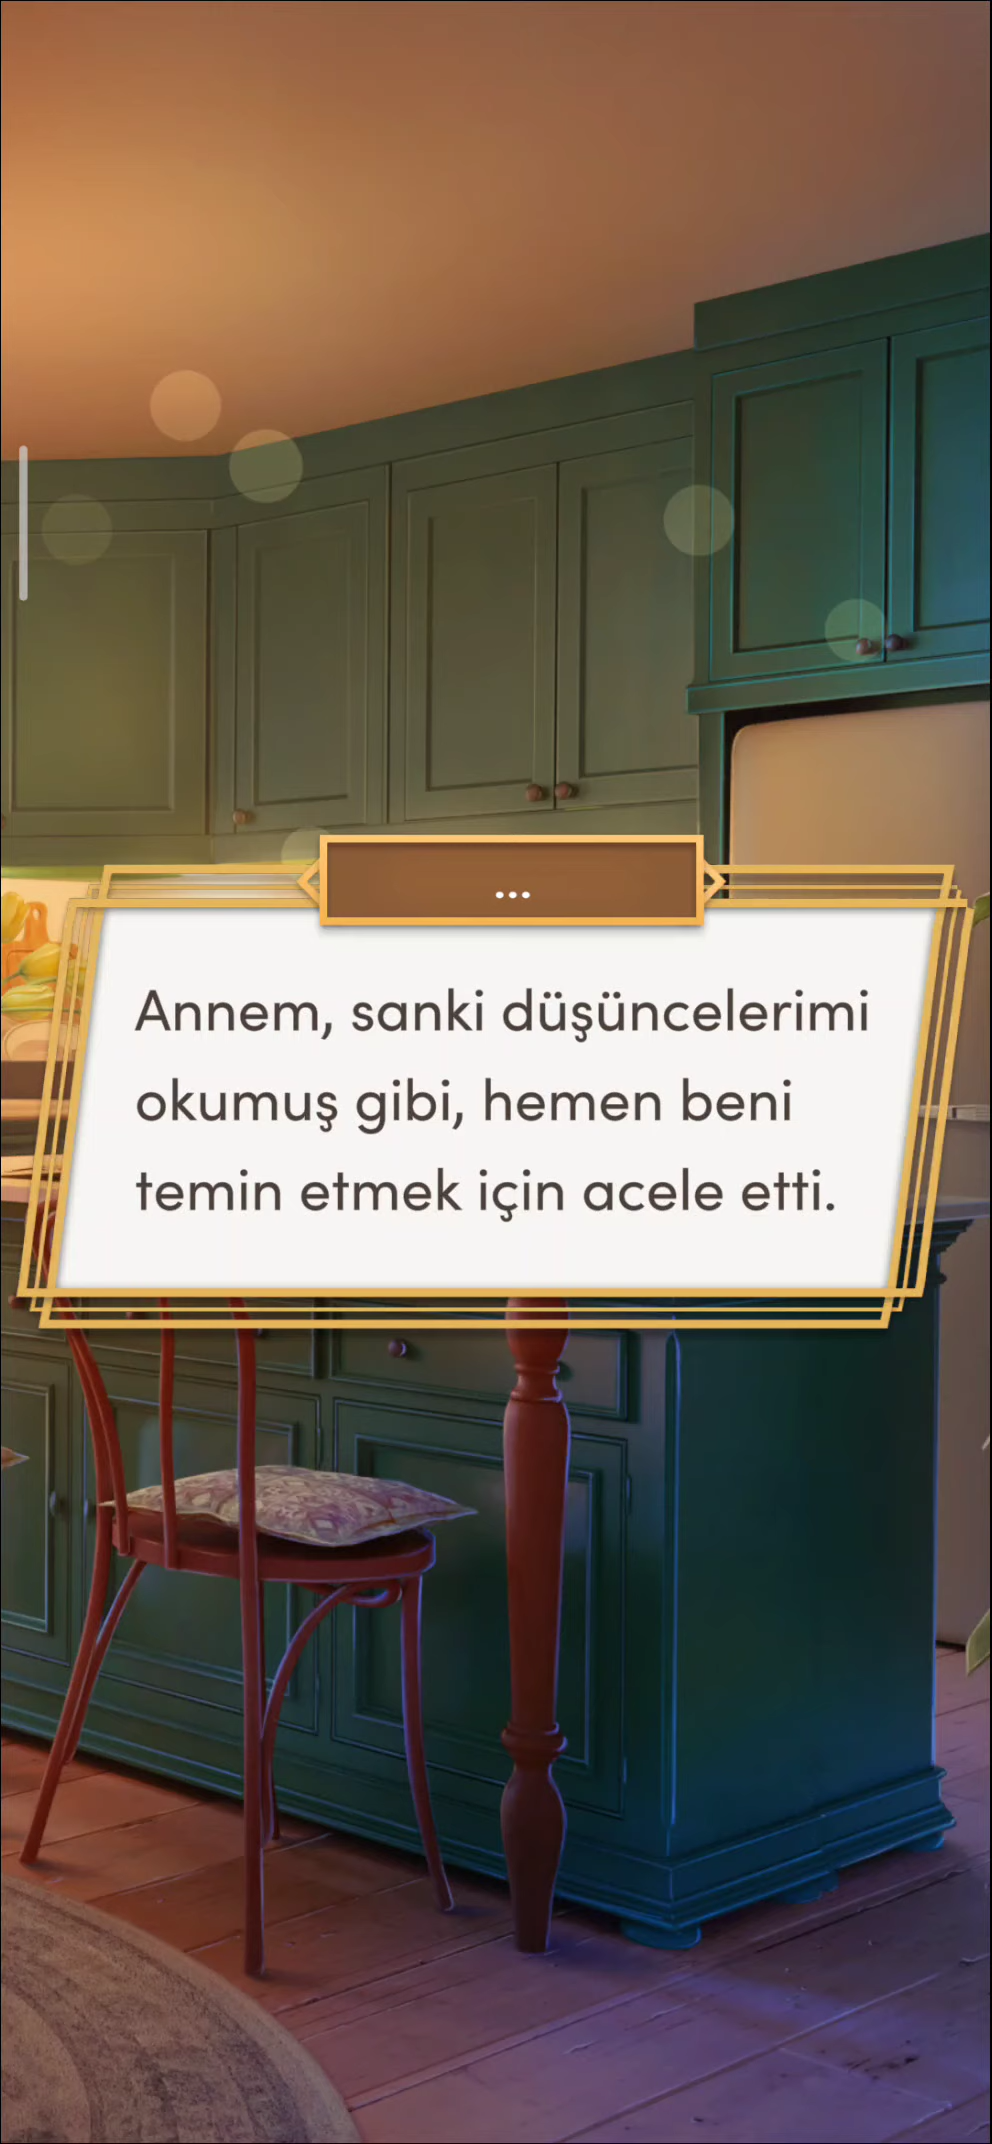 ...
Annem, sanki düşüncelerimi
okumuş gibi, hemen beni
temin etmek için acele etti.